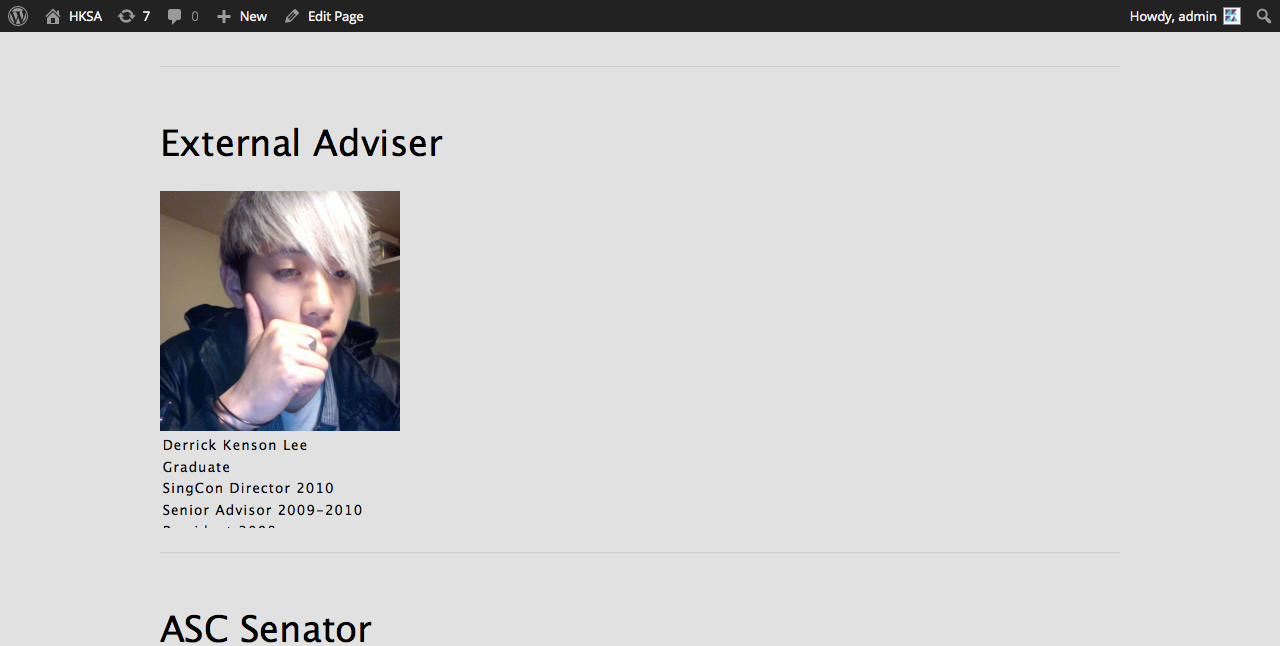 HKSA 7 0 New Edit Page Howdy, admin
External Adviser
Derrick Kenson Lee
Graduate
SingCon Director 2010
Senior Advisor 2009-2010
ASC Senator